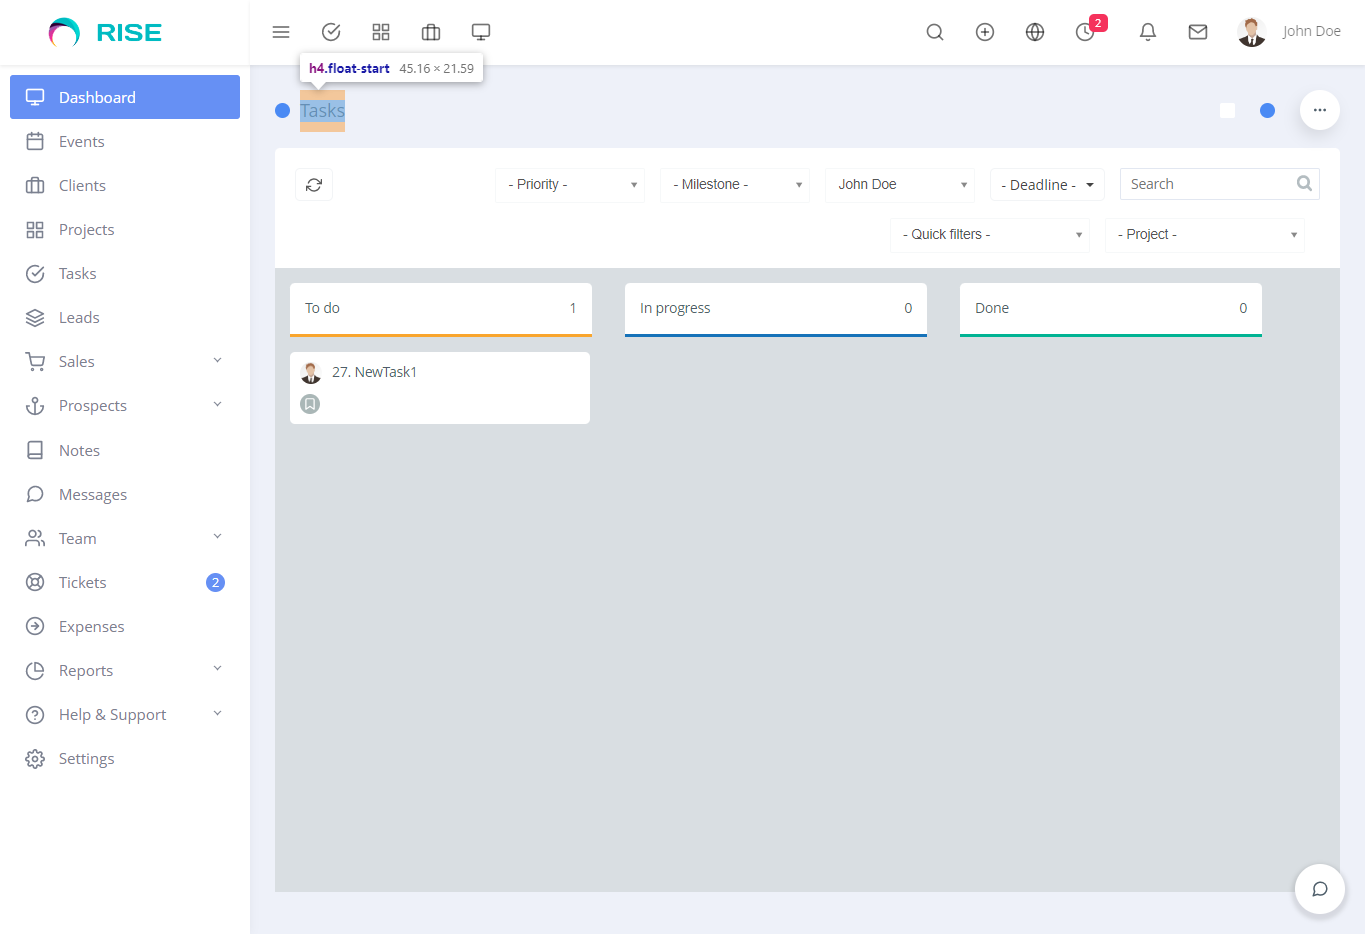 RISE
2
John Doe
h4.float-start 45.16 × 21.59
Dashboard
Tasks
Events
Clients
Projects
Tasks
Leads
Sales
Prospects
Notes
Messages
Team
Tickets 2
Expenses
Reports
Help & Support
Settings
- Priority - - Milestone - John Doe - Deadline - Search
- Quick filters - - Project -
To do 1 In progress 0 Done 0
27. NewTask1